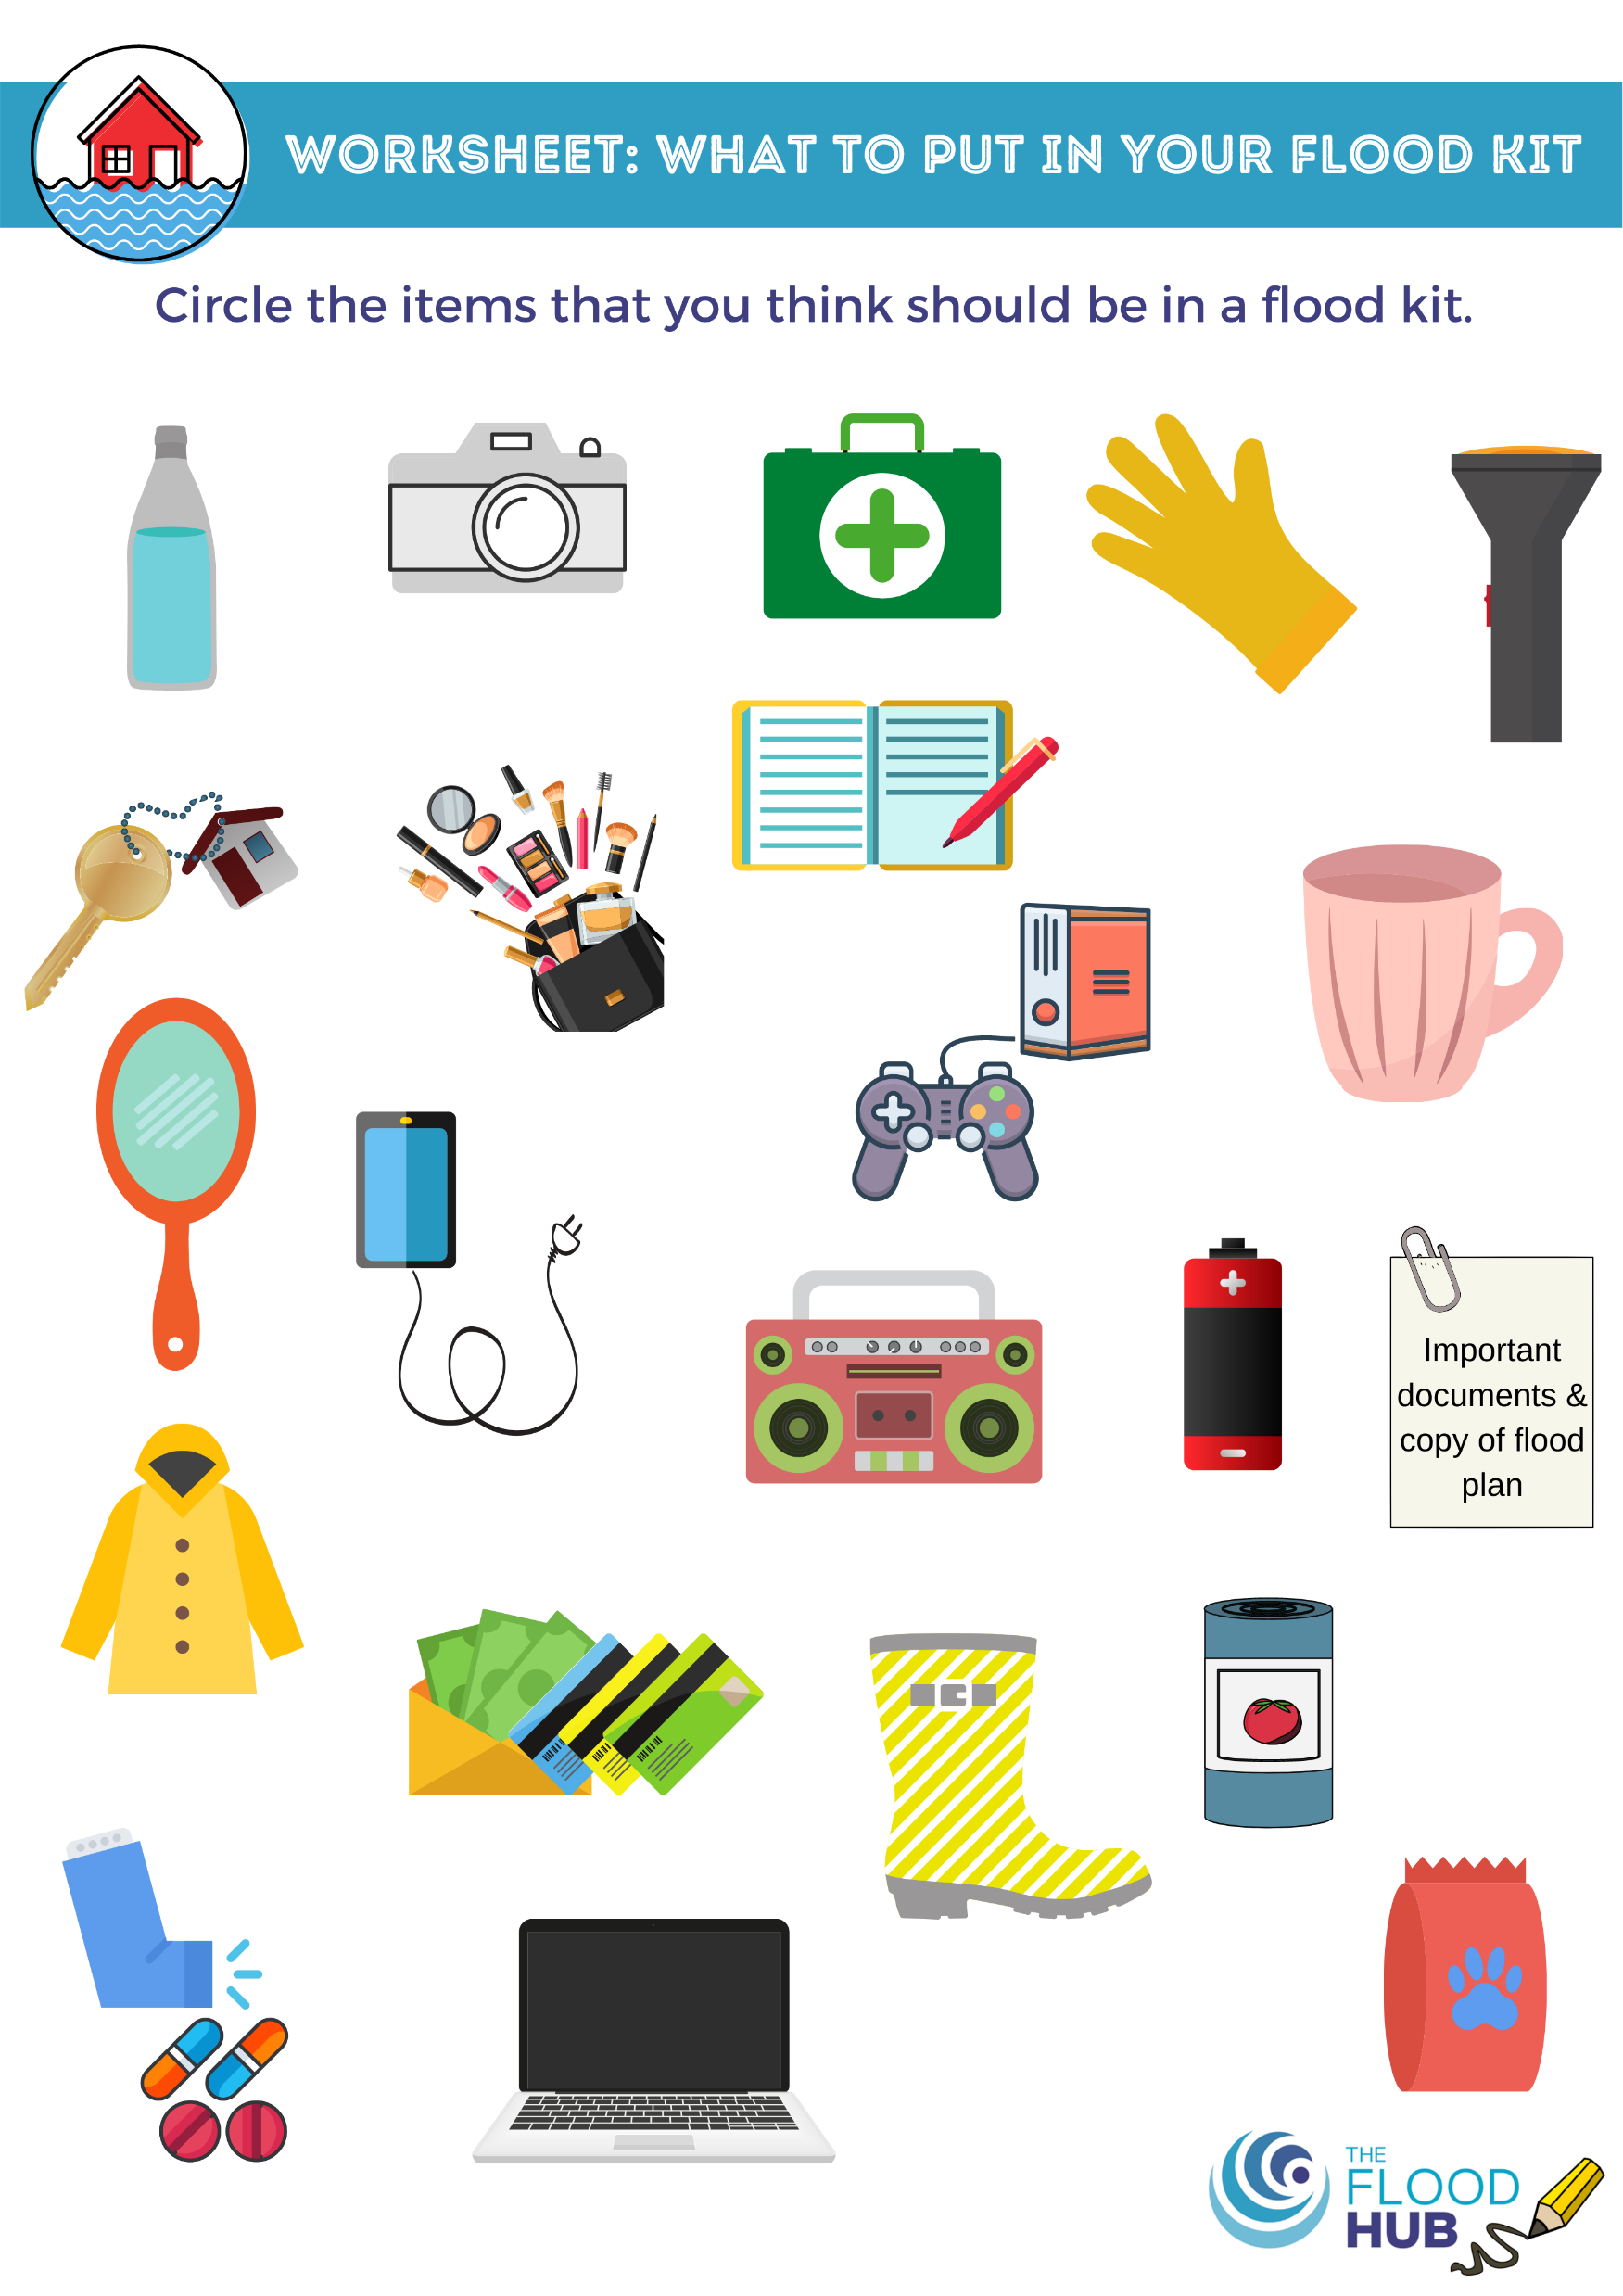 WORKSHEET: WHAT TO PUT IN YOUR FLOOD KIT
Circle the items that you think should be in a flood kit.
Important
documents &
copy of flood
plan
THE
FLOOD
HUB